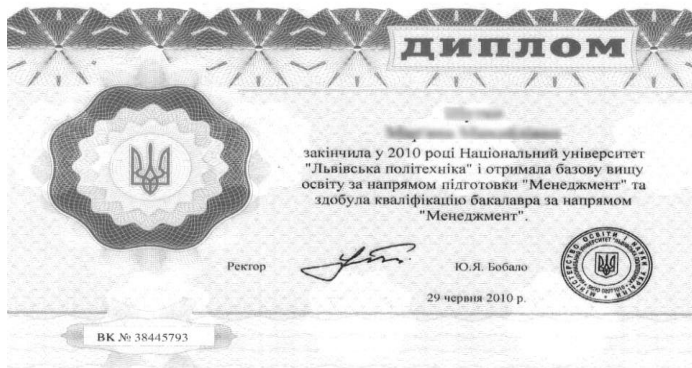 ДИПЛОМ
закінчила у 2010 році Національний університет
"Львівська політехніка" і отримала базову вищу
освіту за напрямом підготовки "Менеджмент" та
здобула кваліфікацію бакалавра за напрямом
"Менеджмент".
Ректор
Ю.Я. Бобало
29 червня 2010 р.
ВК № 38445793